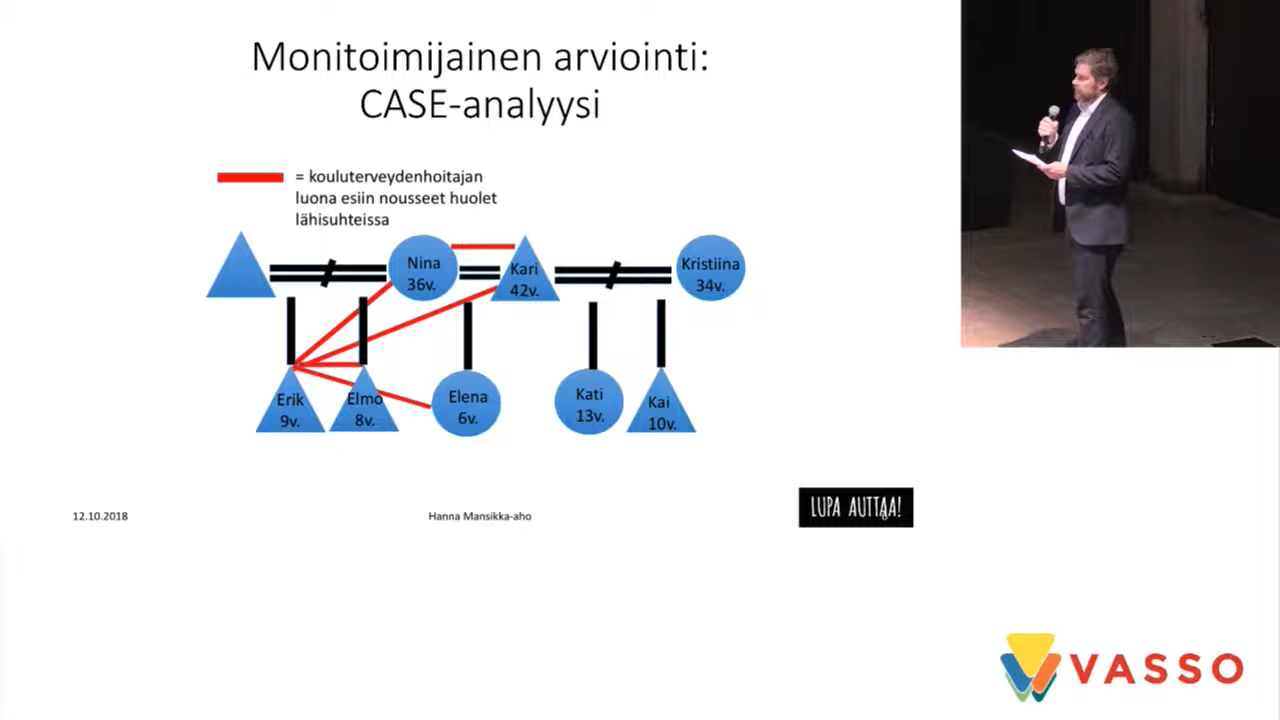 Monitoimijainen arviointi:
CASE-analyysi
= kouluterveydenhoitajan
luona esiin nousseet huolet
lähisuhteissa
Nina
36v.
Kari
42v.
Kristiina
34v.
Erik
9v.
Elmo
8v.
Elena
6v.
Kati
13v.
Kai
10v.
12.10.2018
Hanna Mansikka-aho
LUPA AUTTAA!
VASSO